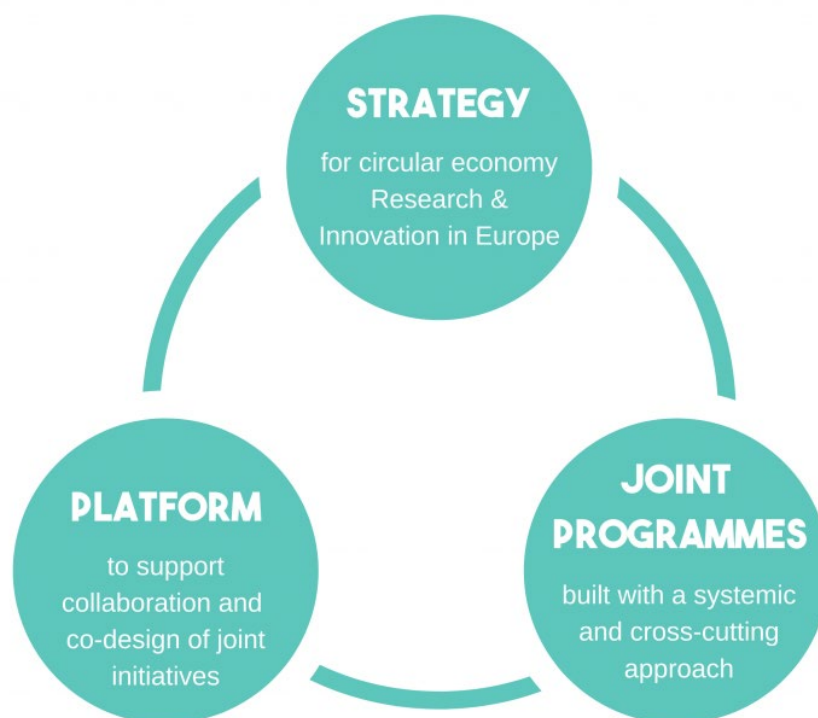 STRATEGY
for circular economy
Research &
Innovation in Europe
PLATFORM
to support
collaboration and
co-design of joint
initiatives
JOINT
PROGRAMMES
built with a systemic
and cross-cutting
approach